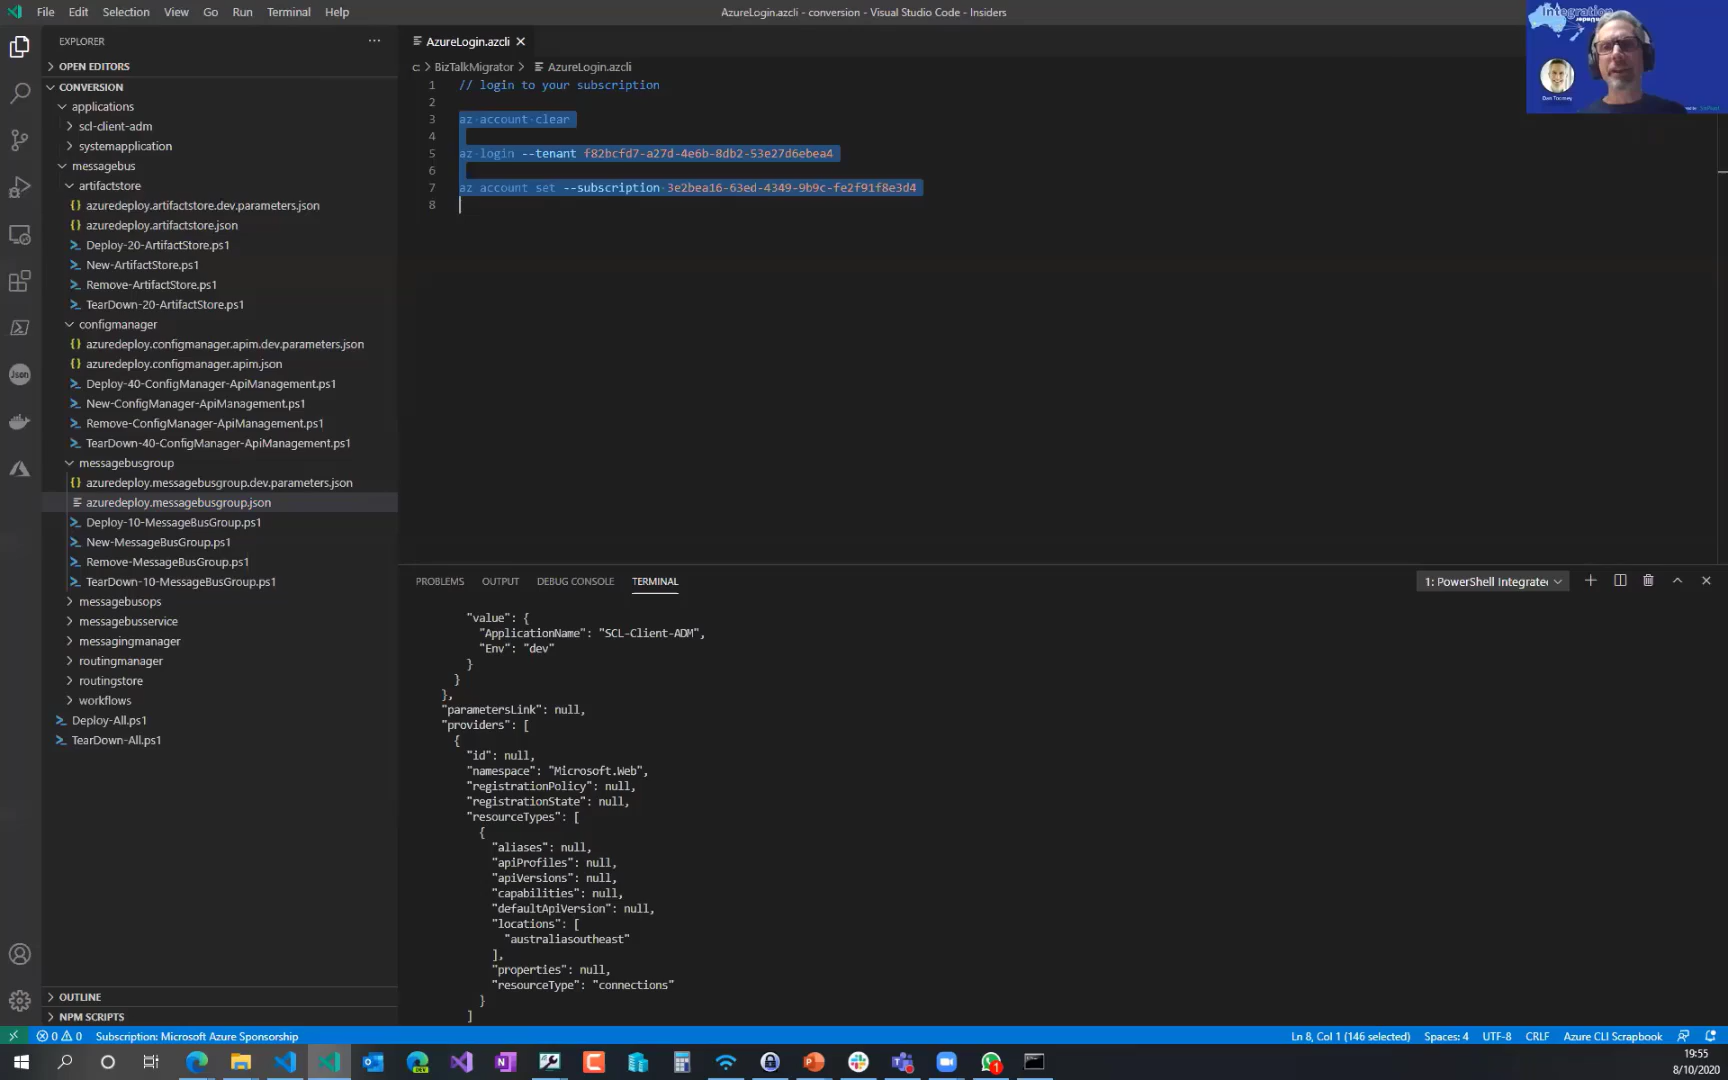 File Edit Selection View Go Run Terminal Help
AzureLogin.azcli - conversion - Visual Studio Code - Insiders
Integration
Dan Toomey
EXPLORER
OPEN EDITORS
CONVERSION
applications
scl-client-adm
systemapplication
messagebus
artifactstore
azuredeploy.artifactstore.dev.parameters.json
azuredeploy.artifactstore.json
Deploy-20-ArtifactStore.ps1
New-ArtifactStore.ps1
Remove-ArtifactStore.ps1
TearDown-20-ArtifactStore.ps1
configmanager
azuredeploy.configmanager.apim.dev.parameters.json
azuredeploy.configmanager.apim.json
Deploy-40-ConfigManager-ApiManagement.ps1
New-ConfigManager-ApiManagement.ps1
Remove-ConfigManager-ApiManagement.ps1
TearDown-40-ConfigManager-ApiManagement.ps1
messagebusgroup
azuredeploy.messagebusgroup.dev.parameters.json
azuredeploy.messagebusgroup.json
Deploy-10-MessageBusGroup.ps1
New-MessageBusGroup.ps1
Remove-MessageBusGroup.ps1
TearDown-10-MessageBusGroup.ps1
messagebusops
messagebusservice
messagingmanager
routingmanager
routingstore
workflows
Deploy-All.ps1
TearDown-All.ps1
OUTLINE
NPM SCRIPTS
Json
AzureLogin.azcli
c > BizTalkMigrator > AzureLogin.azcli
1 // login to your subscription
2
3 az account clear
4
5 az login --tenant f82bcfd7-a27d-4e6b-8db2-53e27d6ebea4
6
7 az account set --subscription 3e2bea16-63ed-4349-9b9c-fe2f91f8e3d4
8
PROBLEMS OUTPUT DEBUG CONSOLE TERMINAL
1: PowerShell Integrate
"value": {
"ApplicationName": "SCL-Client-ADM",
"Env": "dev"
}
}
},
"parametersLink": null,
"providers": [
{
"id": null,
"namespace": "Microsoft.Web",
"registrationPolicy": null,
"registrationState": null,
"resourceTypes": [
{
"aliases": null,
"apiProfiles": null,
"apiVersions": null,
"capabilities": null,
"defaultApiVersion": null,
"locations": [
"australiasoutheast"
],
"properties": null,
"resourceType": "connections"
}
]
0 0 Subscription: Microsoft Azure Sponsorship
Ln 8, Col 1 (146 selected) Spaces: 4 UTF-8 CRLF Azure CLI Scrapbook
19:55
8/10/2020